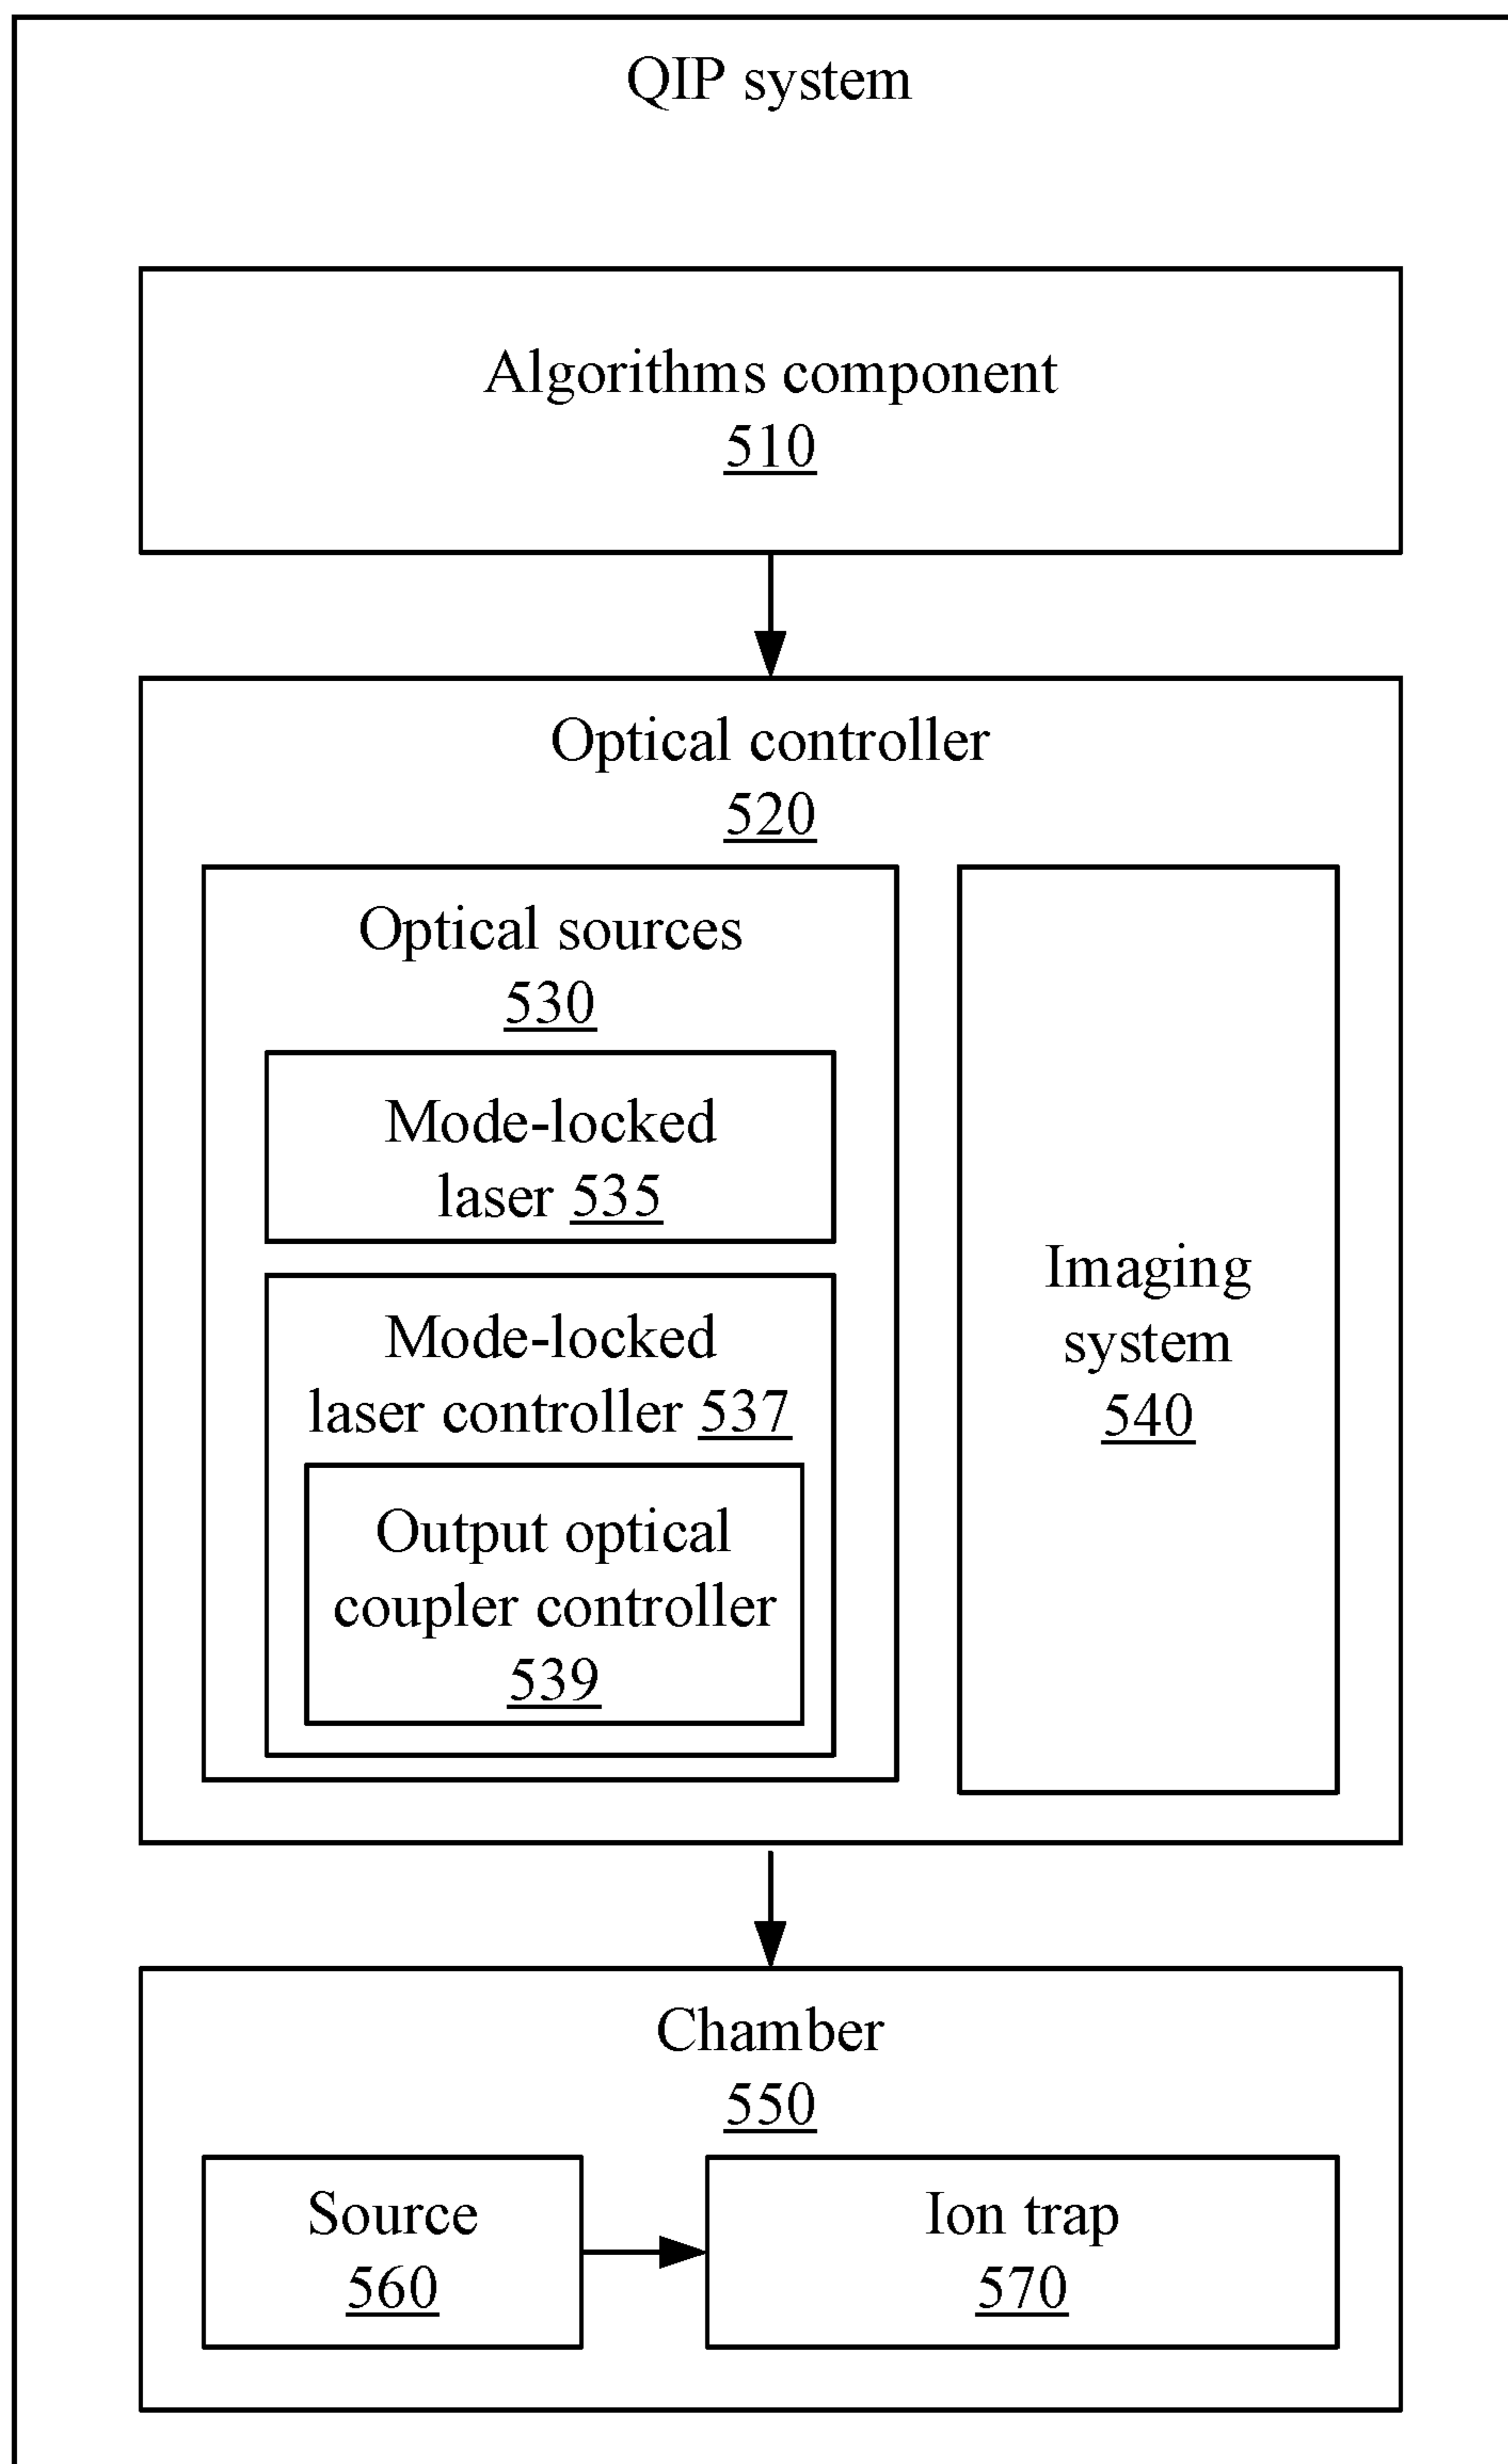 QIP system
Algorithms component
510
Optical controller
520
Optical sources
530
Mode-locked
laser 535
Mode-locked
laser controller 537
Output optical
coupler controller
539
Imaging
system
540
Chamber
550
Source
560
Ion trap
570